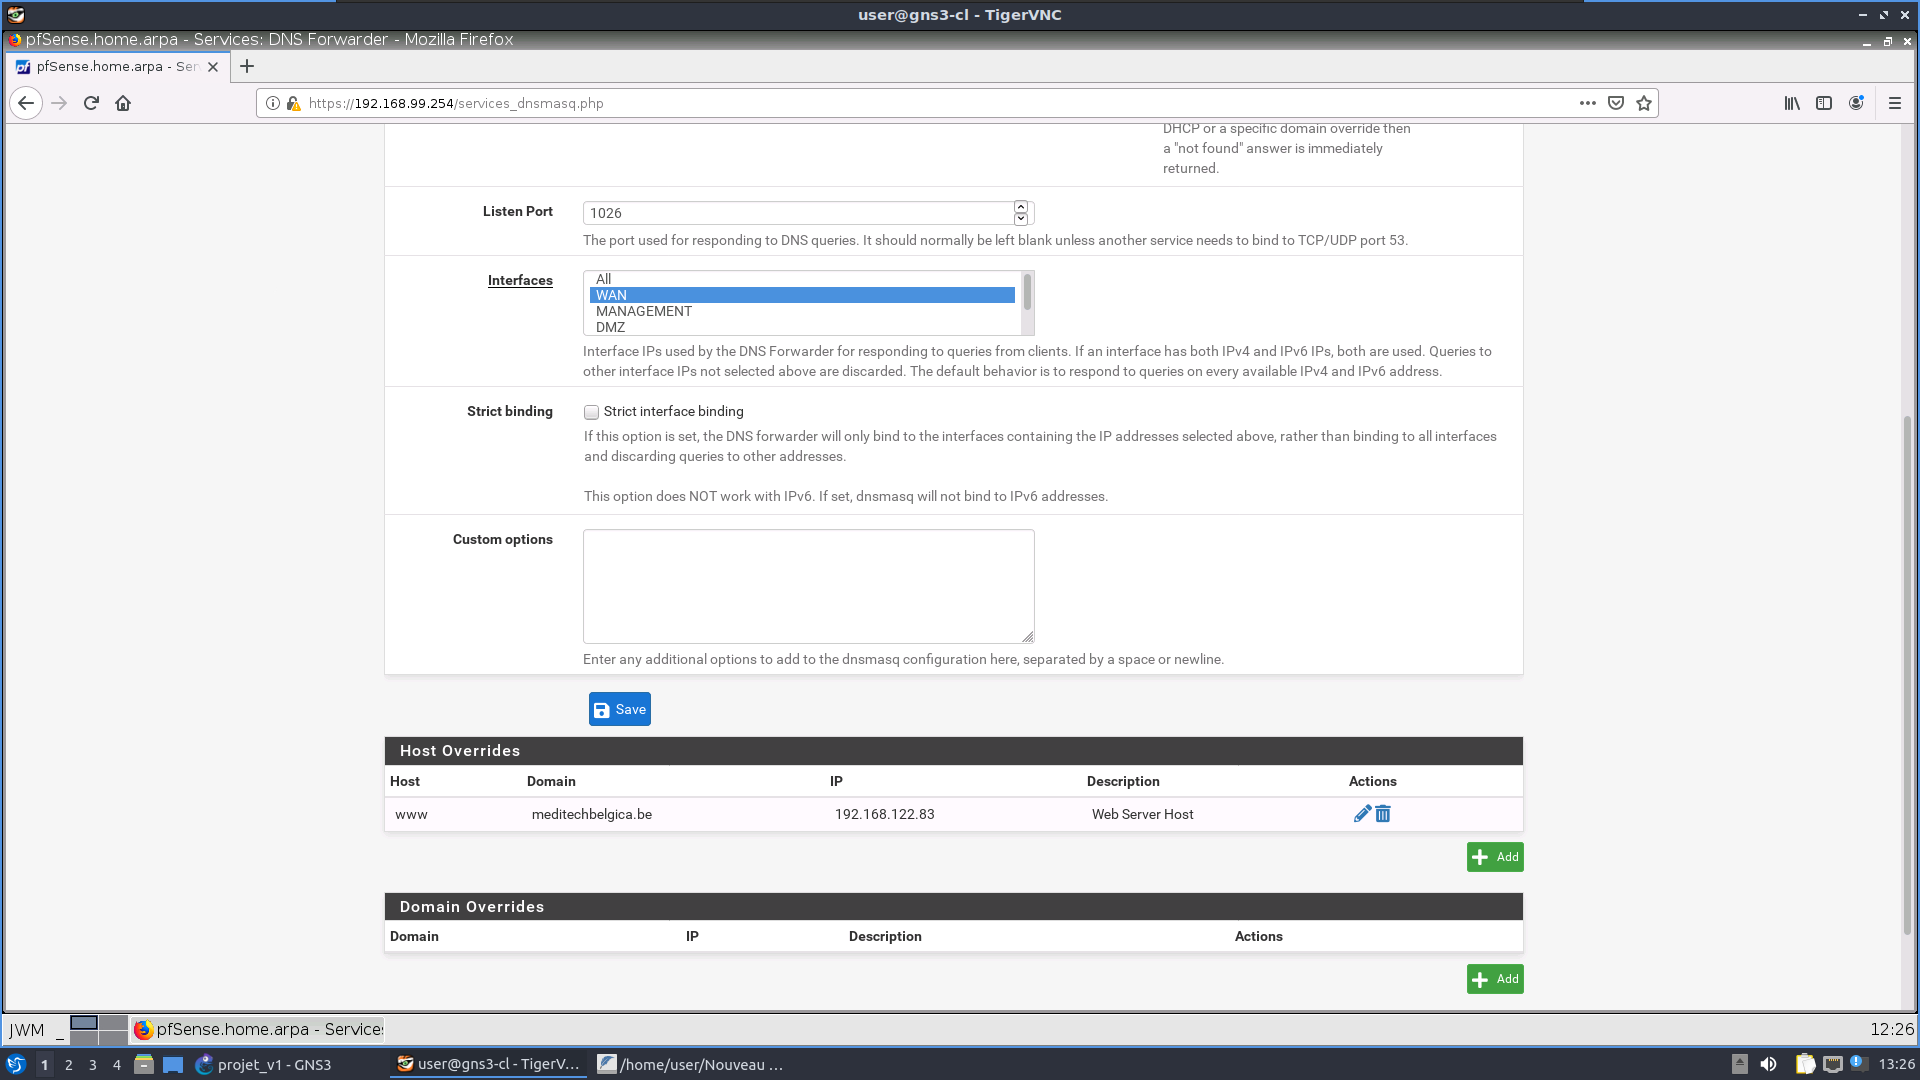 user@gns3-cl - TigerVNC
pfSense.home.arpa - Services: DNS Forwarder - Mozilla Firefox
pfSense.home.arpa - Ser
https://192.168.99.254/services_dnsmasq.php
DHCP or a specific domain override then
a "not found" answer is immediately
returned.
Listen Port
1026
The port used for responding to DNS queries. It should normally be left blank unless another service needs to bind to TCP/UDP port 53.
Interfaces
All
WAN
MANAGEMENT
DMZ
Interface IPs used by the DNS Forwarder for responding to queries from clients. If an interface has both IPv4 and IPv6 IPs, both are used. Queries to
other interface IPs not selected above are discarded. The default behavior is to respond to queries on every available IPv4 and IPv6 address.
Strict binding
Strict interface binding
If this option is set, the DNS forwarder will only bind to the interfaces containing the IP addresses selected above, rather than binding to all interfaces
and discarding queries to other addresses.
This option does NOT work with IPv6. If set, dnsmasq will not bind to IPv6 addresses.
Custom options
Enter any additional options to add to the dnsmasq configuration here, separated by a space or newline.
Save
Host Overrides
Host Domain IP Description Actions
www meditechbelgica.be 192.168.122.83 Web Server Host
Add
Domain Overrides
Domain IP Description Actions
Add
JWM _ pfSense.home.arpa - Services 12:26
1 2 3 4 projet_v1 - GNS3 user@gns3-cl - TigerV... /home/user/Nouveau ... 13:26